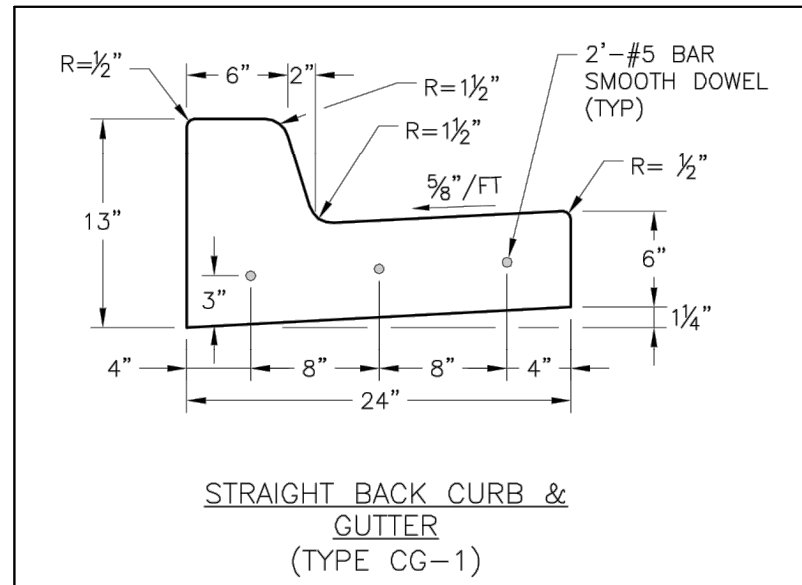 R=½" 6" 2" 2'-#5 BAR
SMOOTH DOWEL
(TYP)
R=1½"
R=1½"
R= ½"
⅝"/FT
13"
6"
3"
1¼"
4" 8" 8" 4"
24"
STRAIGHT BACK CURB &
GUTTER
(TYPE CG-1)